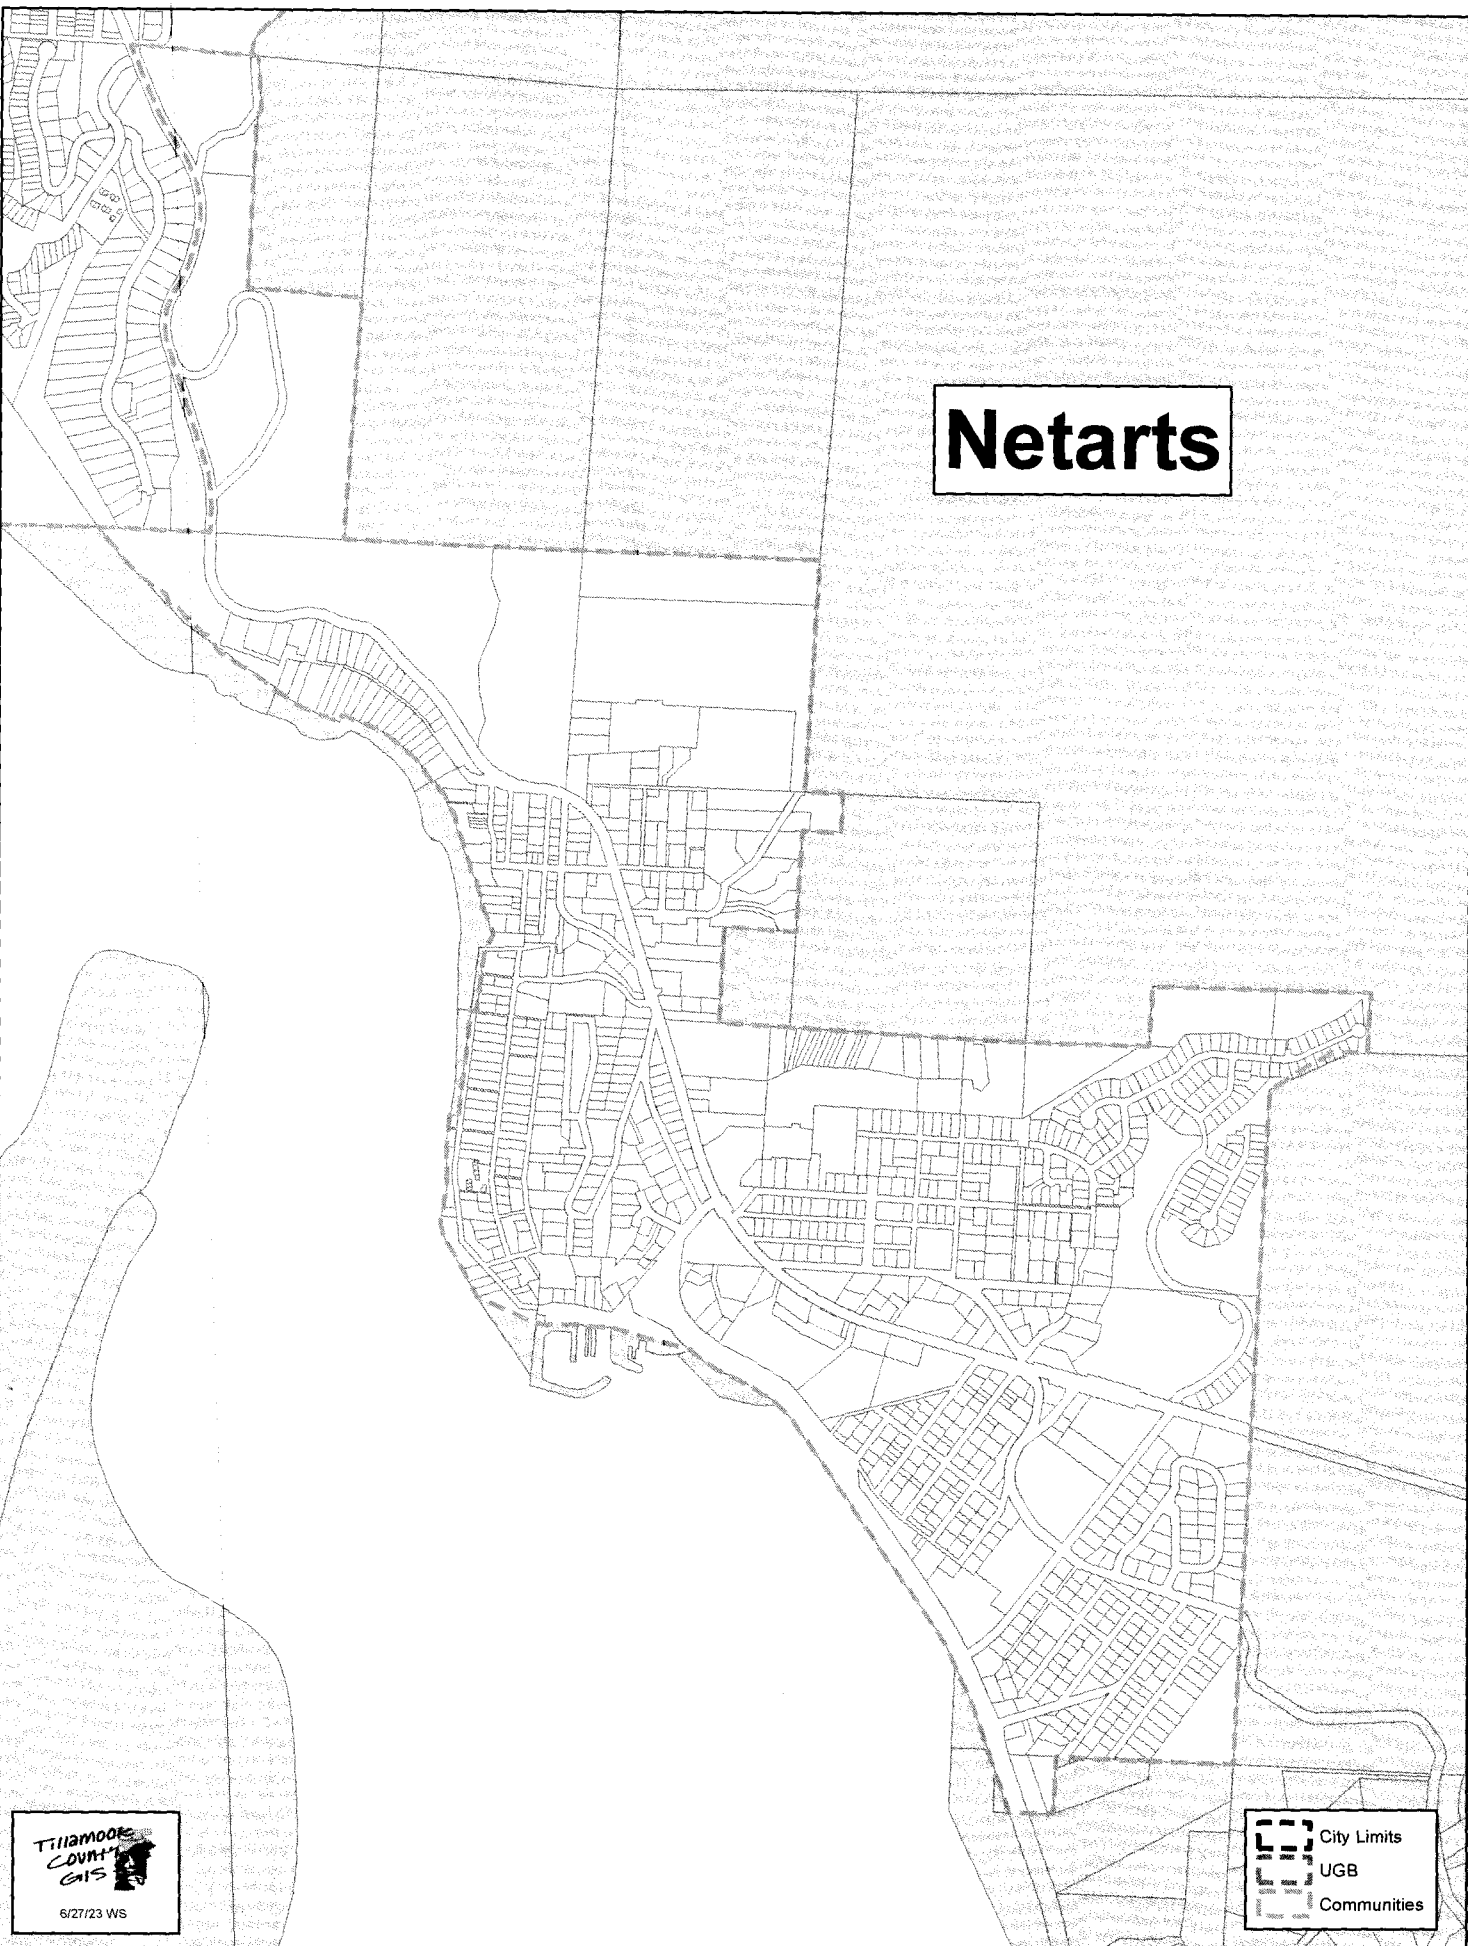 Netarts
Tillamook
County
GIS
6/27/23 WS
City Limits
UGB
Communities